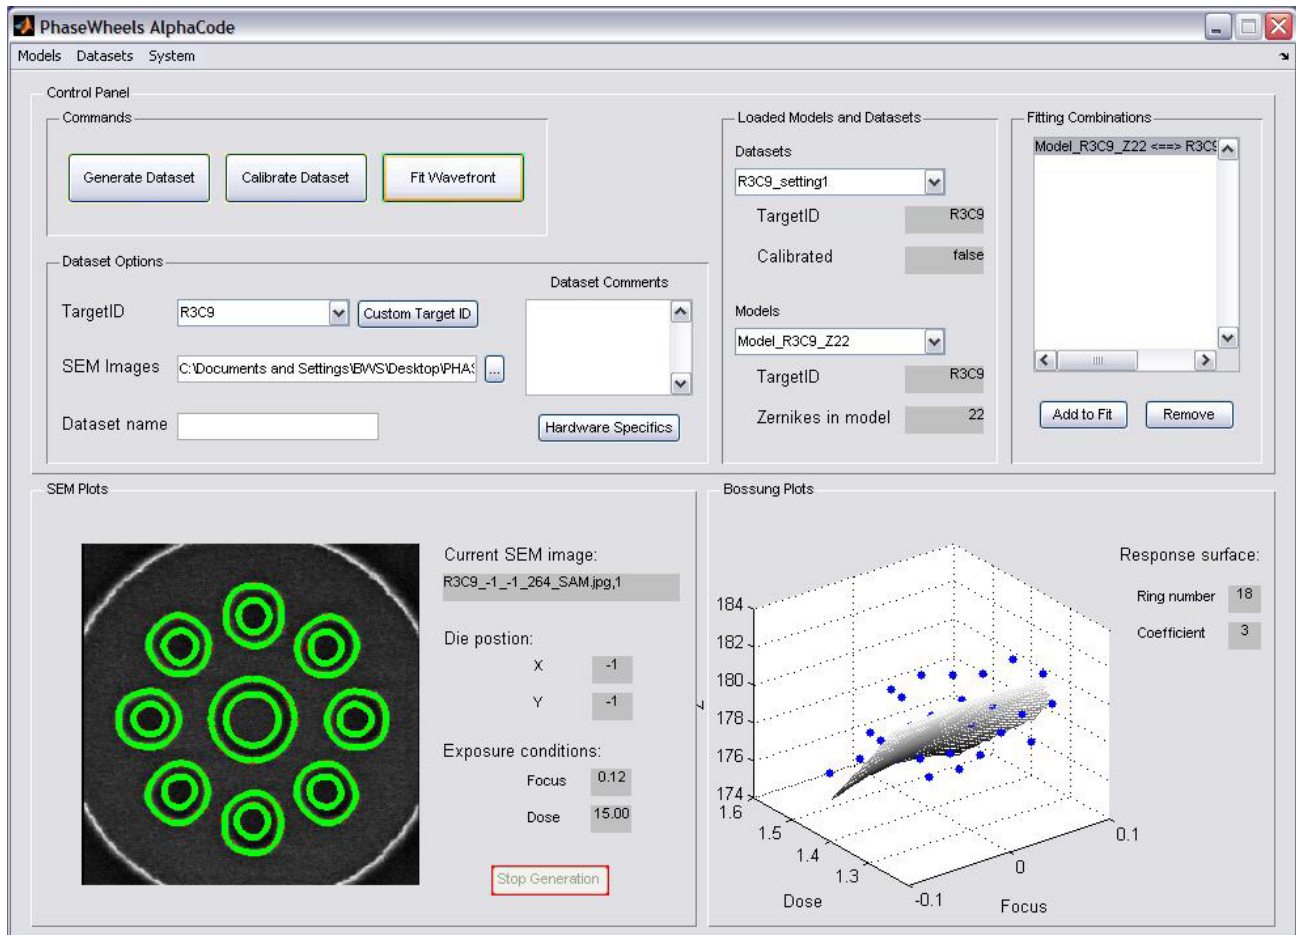 PhaseWheels AlphaCode
Models Datasets System
Control Panel
Commands
Generate Dataset
Calibrate Dataset
Fit Wavefront
Dataset Options
TargetID
R3C9
Custom Target ID
SEM Images
C:\Documents and Settings\BWS\Desktop\PHAS
...
Dataset name
Dataset Comments
Hardware Specifics
Loaded Models and Datasets
Datasets
R3C9_setting1
TargetID R3C9
Calibrated false
Models
Model_R3C9_Z22
TargetID R3C9
Zernikes in model 22
Fitting Combinations
Model_R3C9_Z22 <==> R3C9
Add to Fit
Remove
SEM Plots
Current SEM image:
R3C9_-1_-1_264_SAM.jpg,1
Die postion:
X -1
Y -1
Exposure conditions:
Focus 0.12
Dose 15.00
Stop Generation
Bossung Plots
Response surface:
Ring number 18
Coefficient 3
184
182
180
178
176
174
1.6
1.5
1.4
1.3
Dose
-0.1
0
0.1
Focus